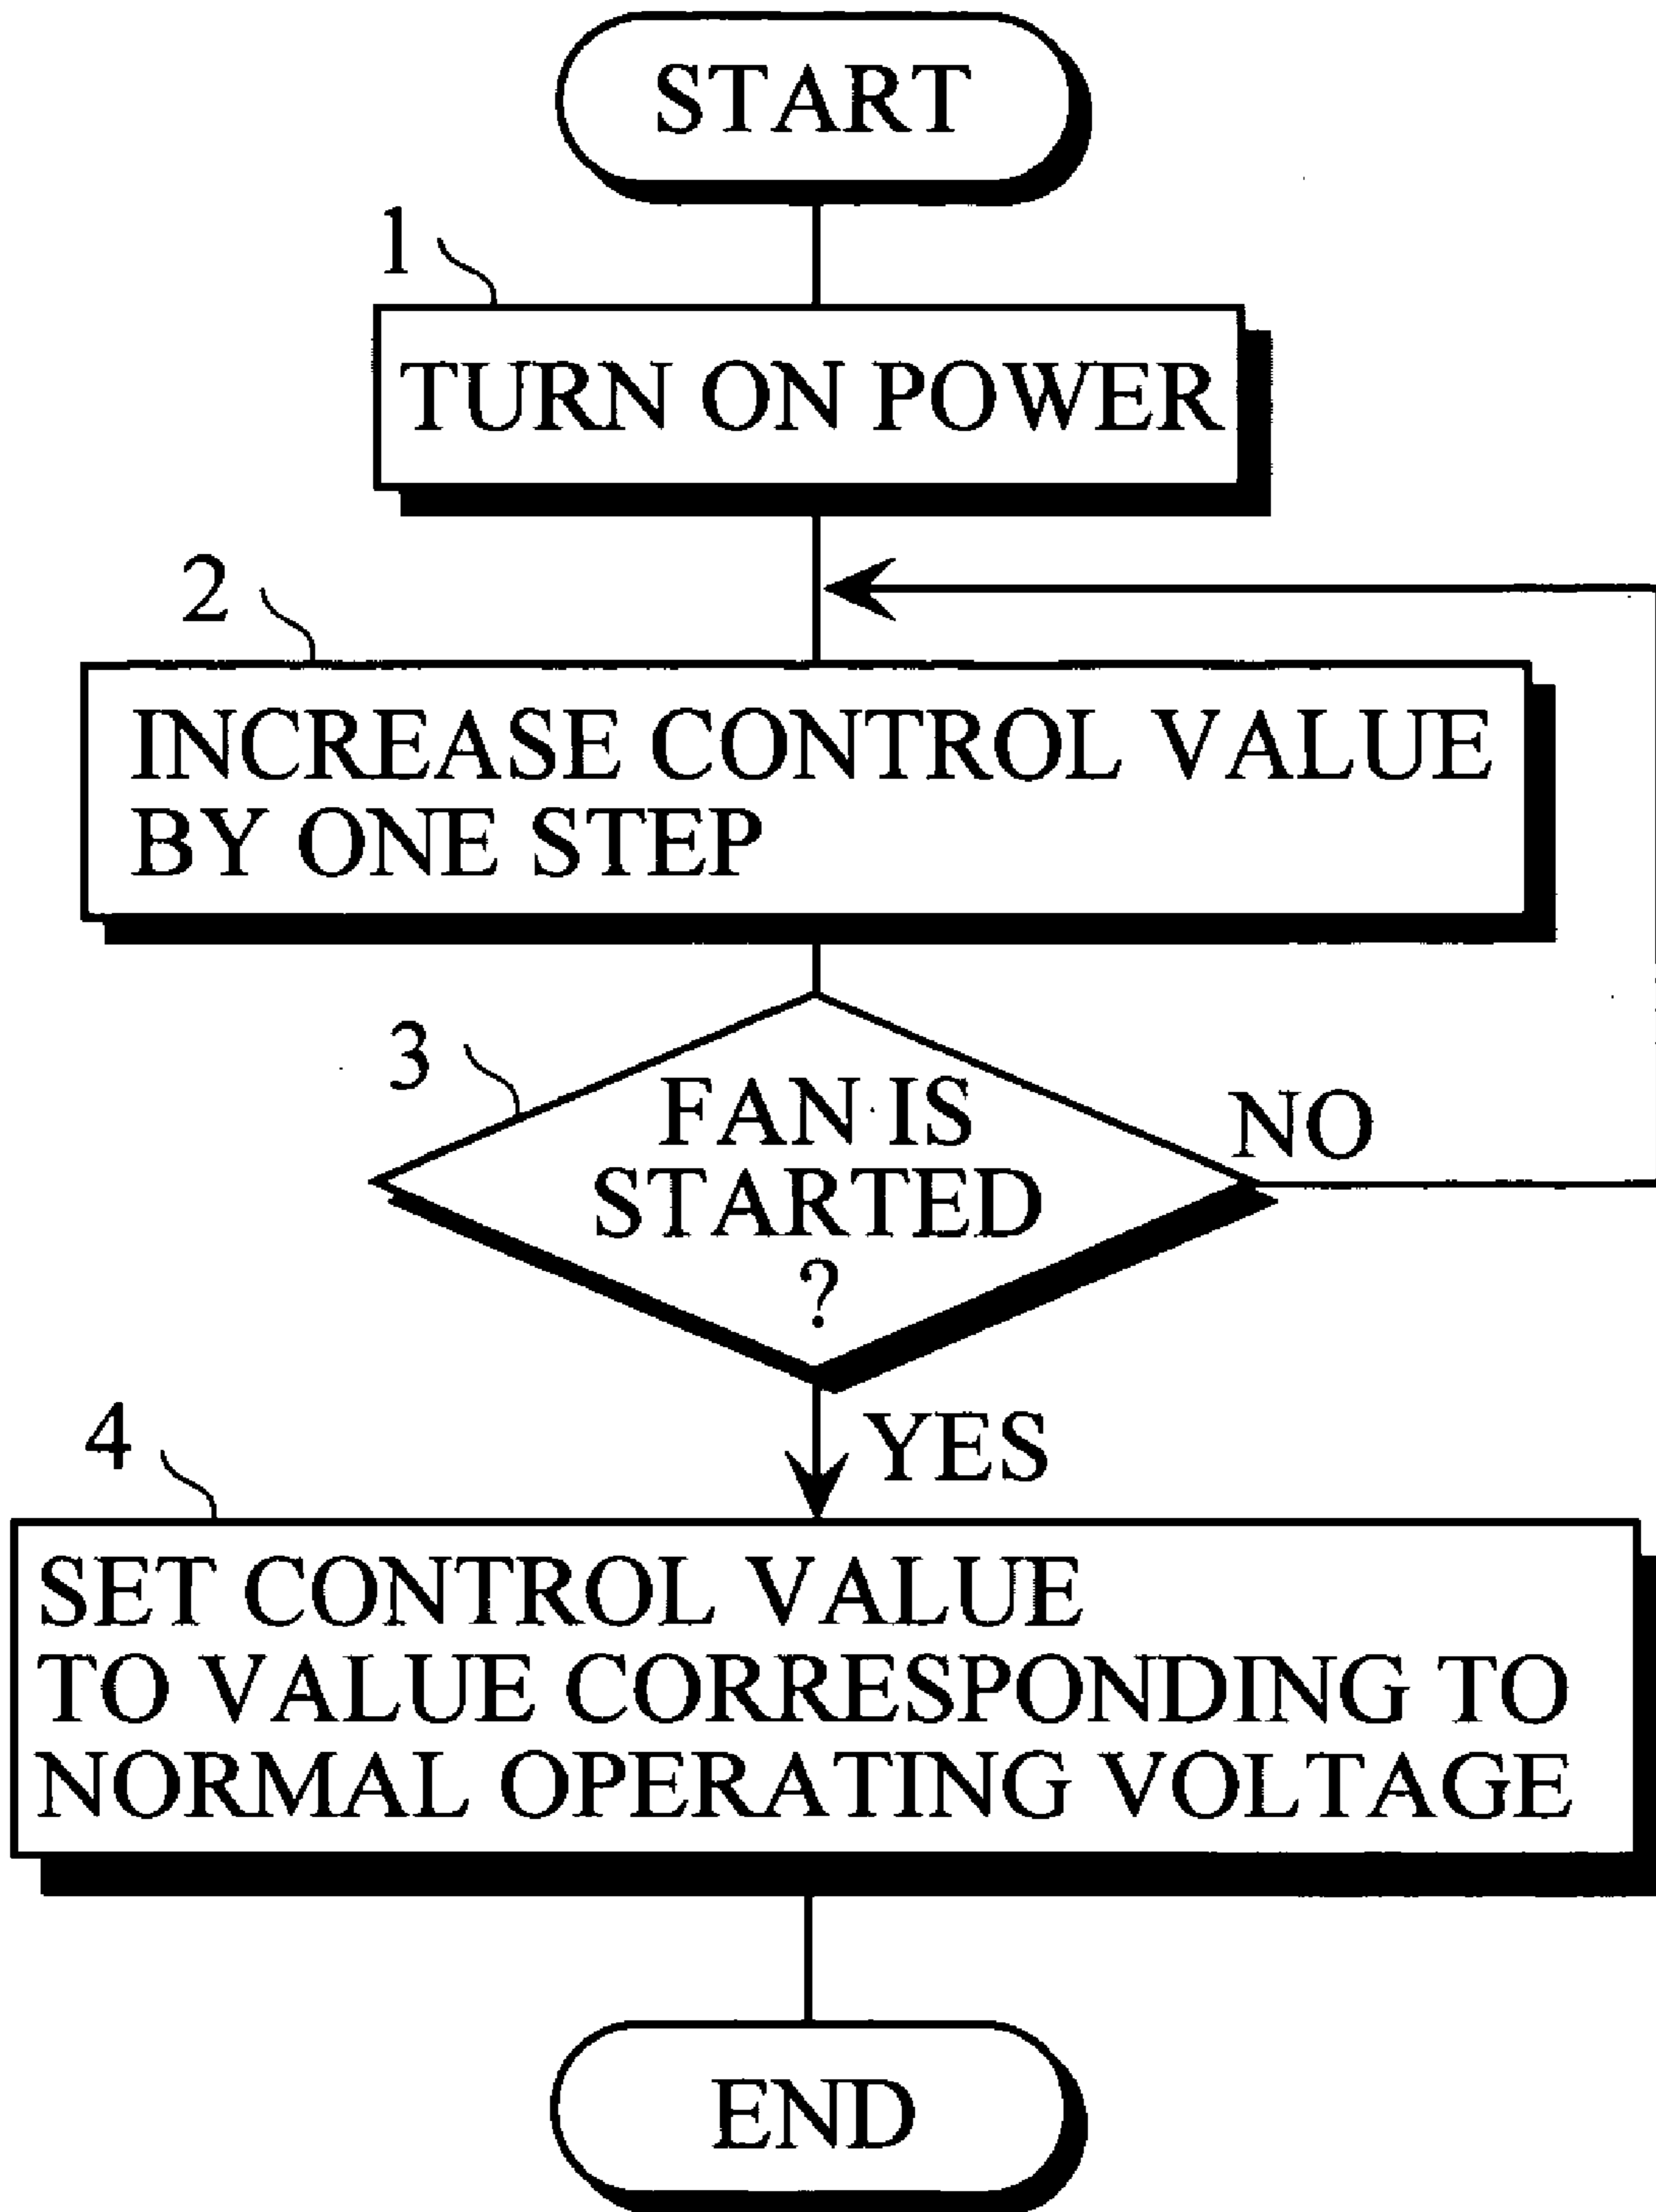 START
1
TURN ON POWER
2
INCREASE CONTROL VALUE
BY ONE STEP
3
FAN IS
STARTED
?
NO
YES
4
SET CONTROL VALUE
TO VALUE CORRESPONDING TO
NORMAL OPERATING VOLTAGE
END